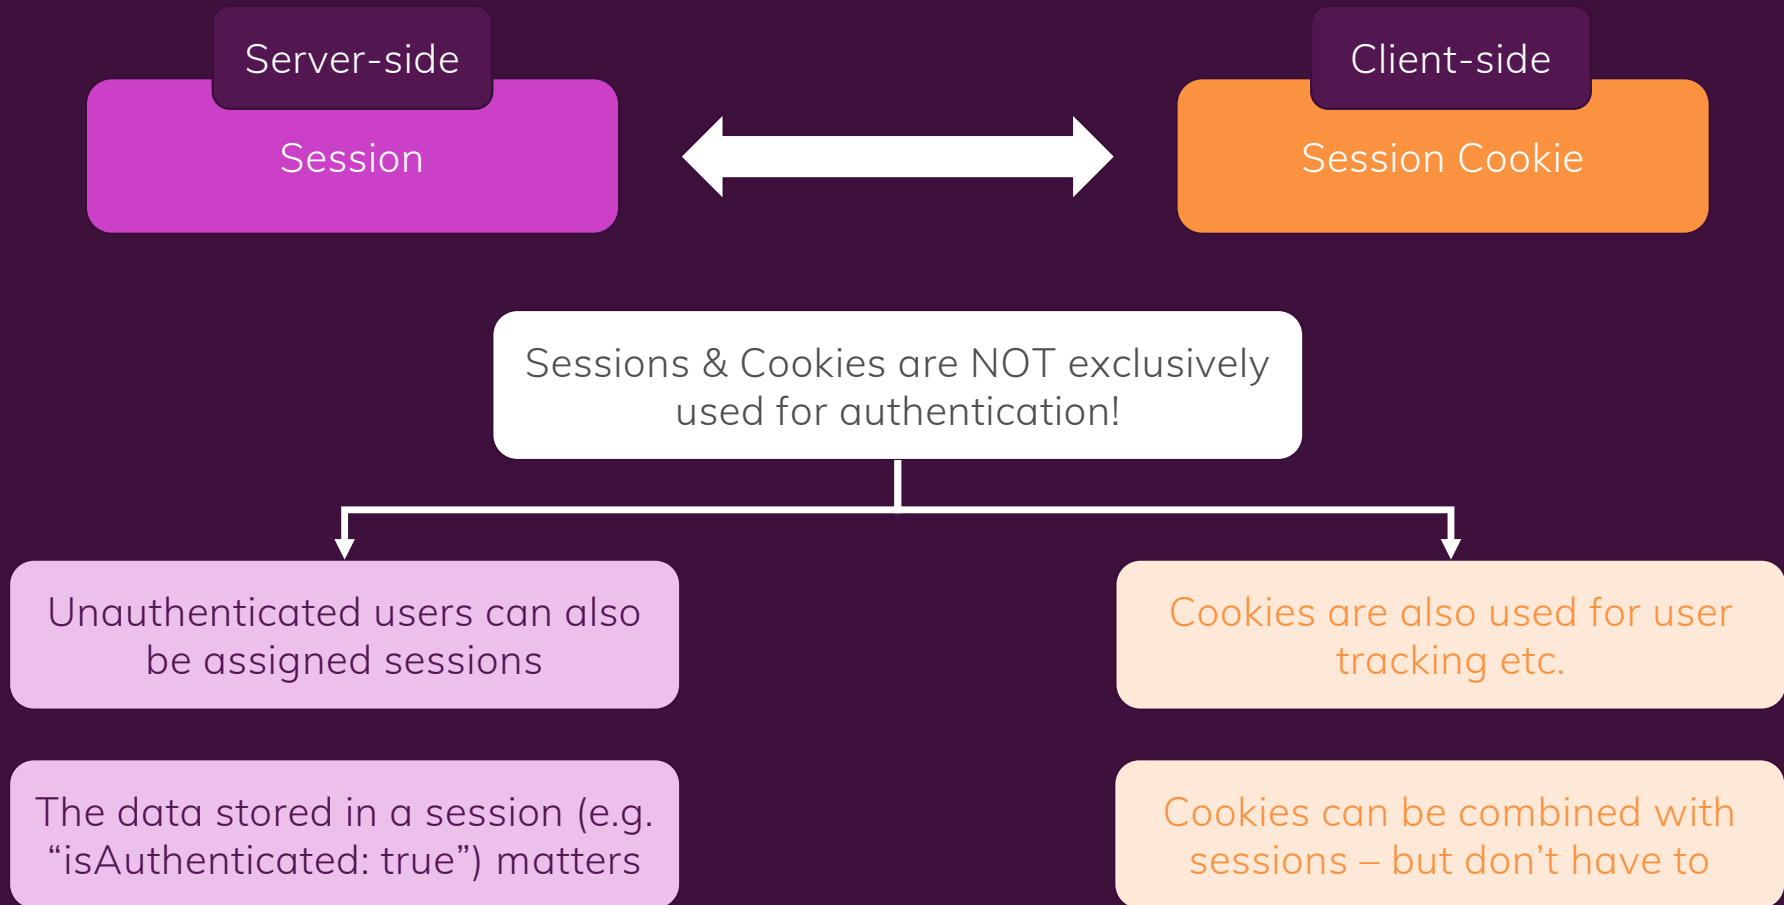 Server-side
Session
Client-side
Session Cookie
Sessions & Cookies are NOT exclusively
used for authentication!
Unauthenticated users can also
be assigned sessions
Cookies are also used for user
tracking etc.
The data stored in a session (e.g.
“isAuthenticated: true”) matters
Cookies can be combined with
sessions – but don’t have to